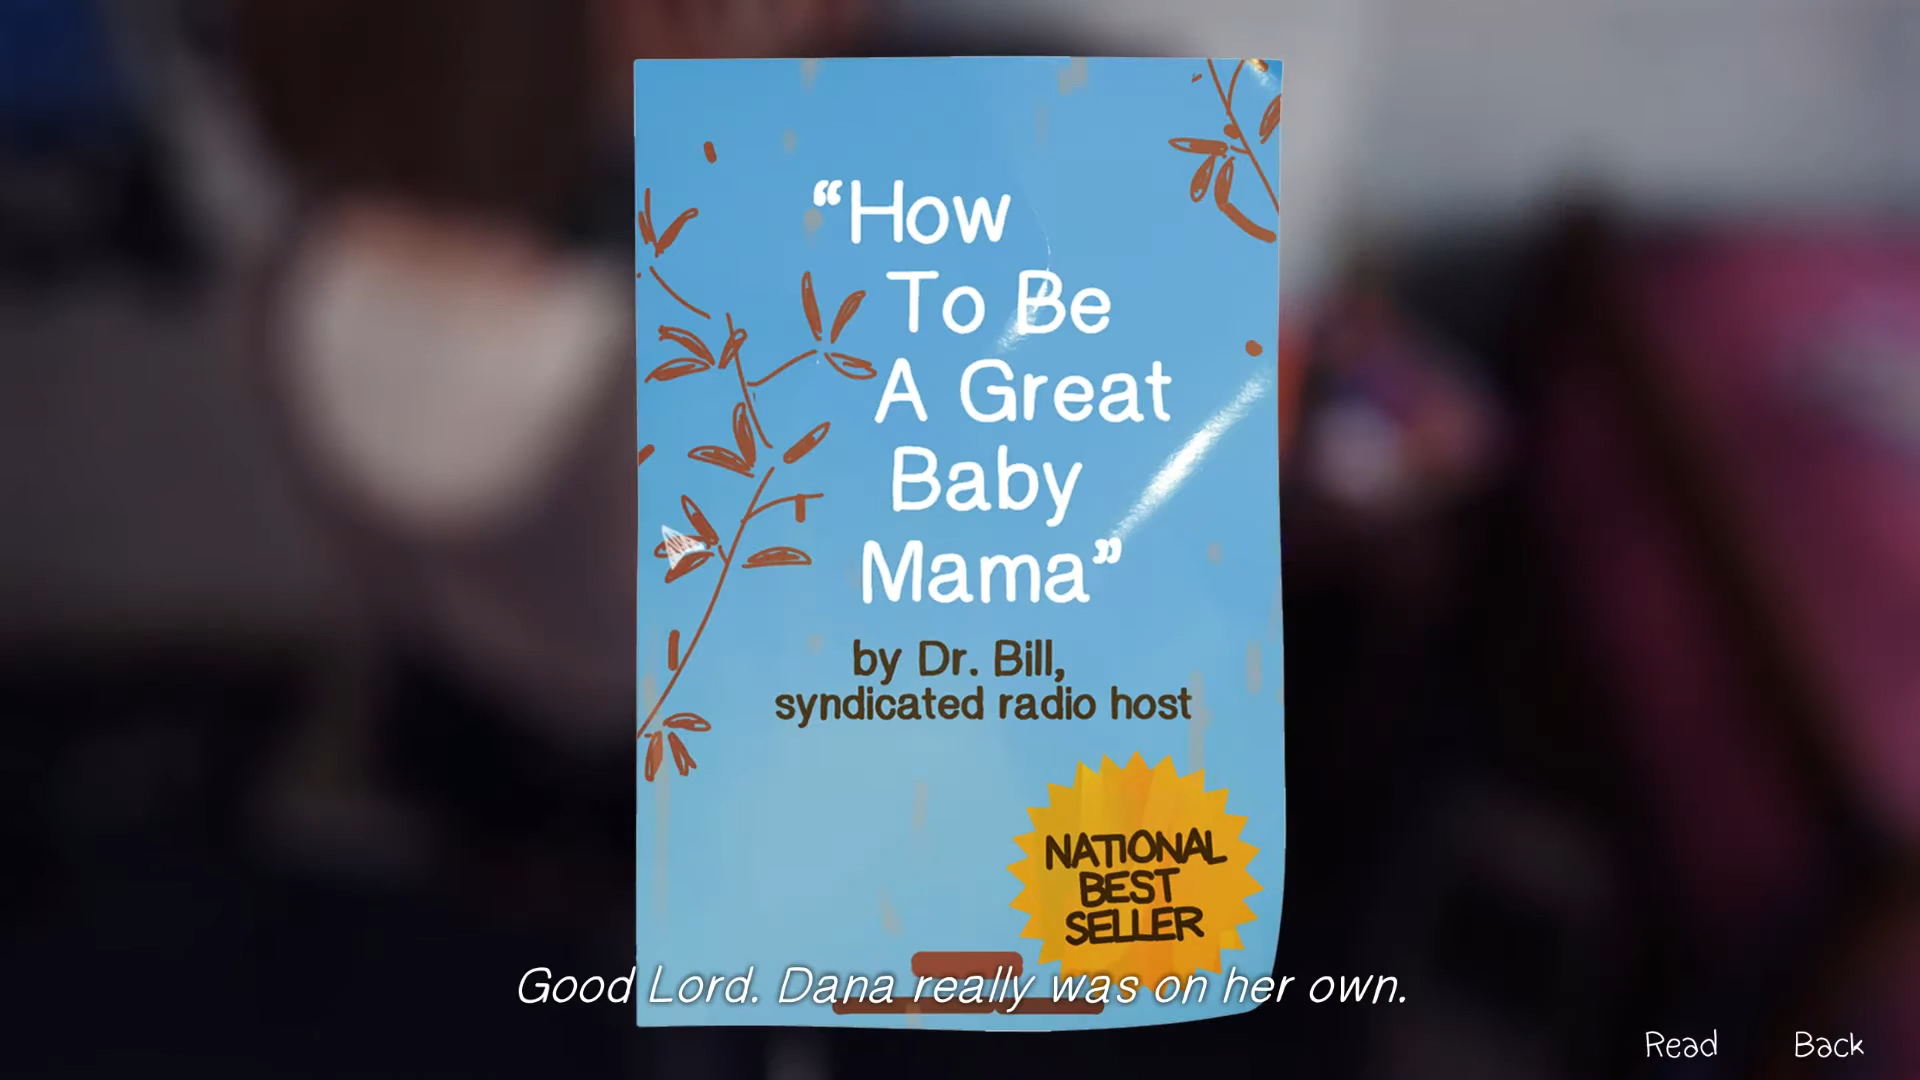 “How
To Be
A Great
Baby
Mama”
by Dr. Bill,
syndicated radio host
NATIONAL
BEST
SELLER
Good Lord. Dana really was on her own.
Read Back